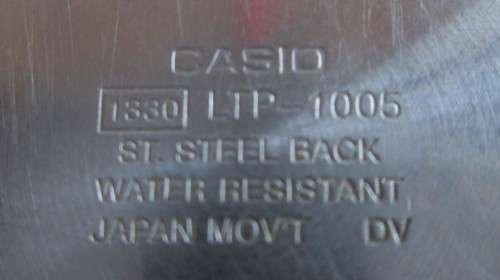 CASIO
1330 LTP-1005
ST. STEEL BACK
WATER RESISTANT
JAPAN MOV'T DV